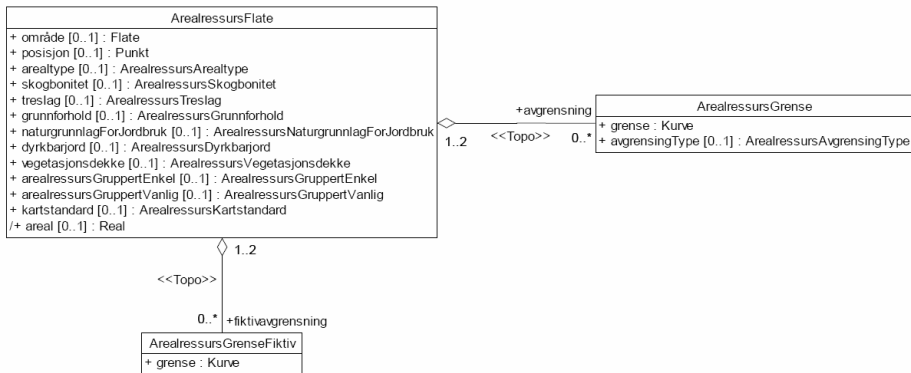 ArealressursFlate
+ område [0..1] : Flate
+ posisjon [0..1] : Punkt
+ arealtype [0..1] : ArealressursArealtype
+ skogbonitet [0..1] : ArealressursSkogbonitet
+ treslag [0..1] : ArealressursTreslag
+ grunnforhold [0..1] : ArealressursGrunnforhold
+ naturgrunnlagForJordbruk [0..1] : ArealressursNaturgrunnlagForJordbruk
+ dyrkbarjord [0..1] : ArealressursDyrkbarjord
+ vegetasjonsdekke [0..1] : ArealressursVegetasjonsdekke
+ arealressursGruppertEnkel [0..1] : ArealressursGruppertEnkel
+ arealressursGruppertVanlig [0..1] : ArealressursGruppertVanlig
+ kartstandard [0..1] : ArealressursKartstandard
/+ areal [0..1] : Real
+avgrensning
1..2 <<Topo>> 0..*
ArealressursGrense
+ grense : Kurve
+ avgrensingType [0..1] : ArealressursAvgrensingType
1..2
<<Topo>>
0..* +fiktivavgrensning
ArealressursGrenseFiktiv
+ grense : Kurve